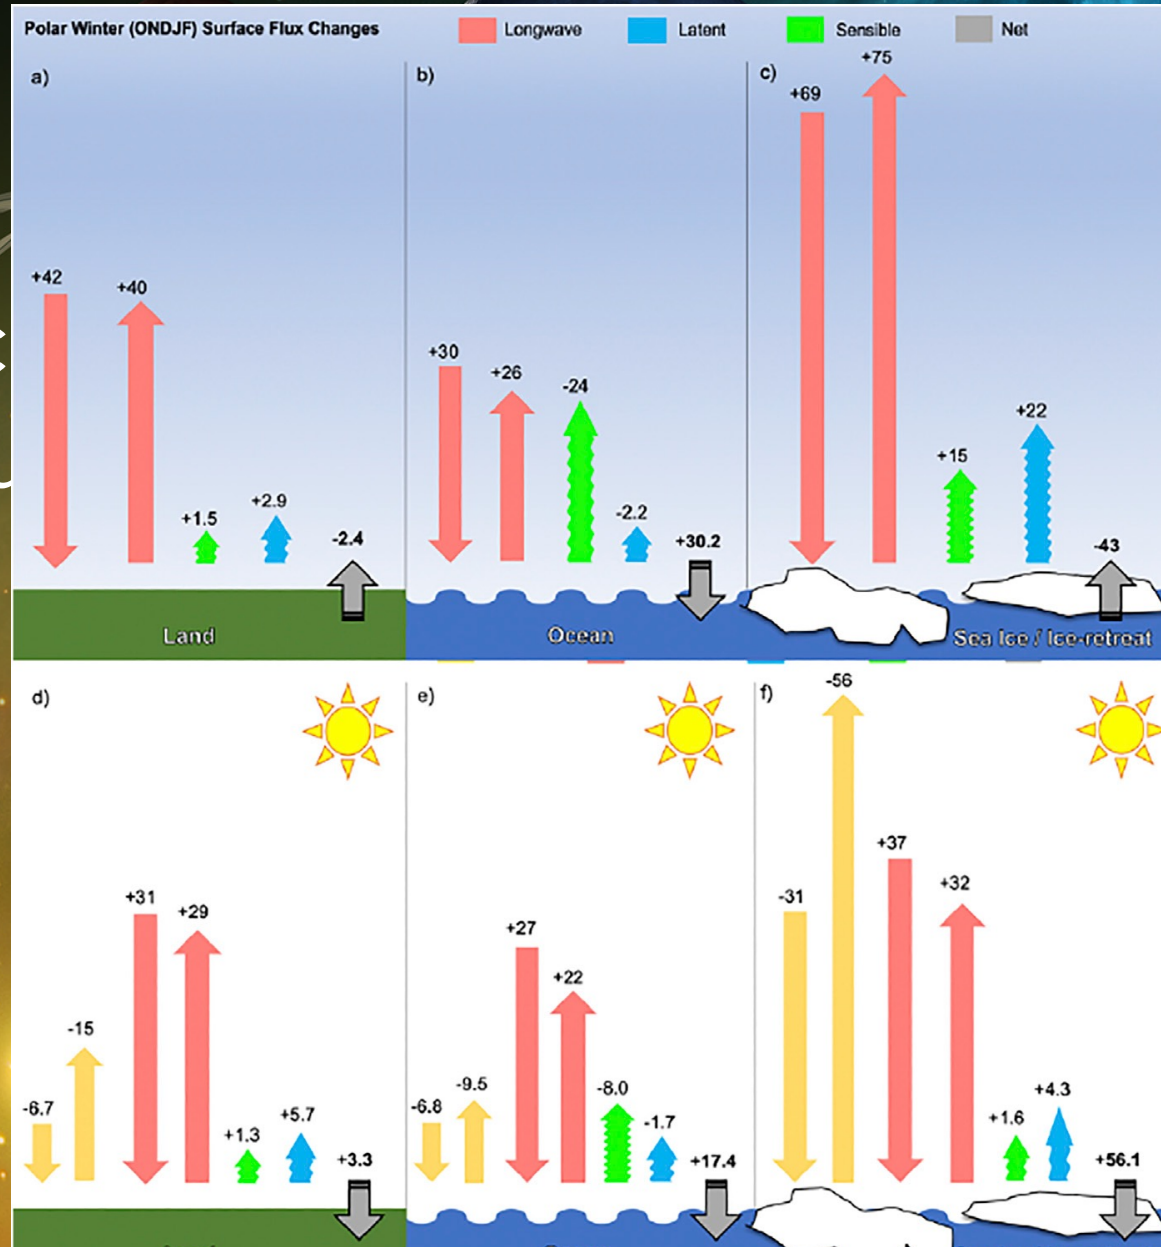 Polar Winter (ONDJF) Surface Flux Changes
Longwave
Latent
Sensible
Net
a)
+42
+40
+1.5
+2.9
-2.4
Land
b)
+30
+26
-24
-2.2
+30.2
Ocean
c)
+69
+75
+15
+22
-43
Sea Ice / Ice-retreat
d)
-6.7
-15
+31
+29
+1.3
+5.7
+3.3
e)
-6.8
-9.5
+27
+22
-8.0
-1.7
+17.4
f)
-31
-56
+37
+32
+1.6
+4.3
+56.1